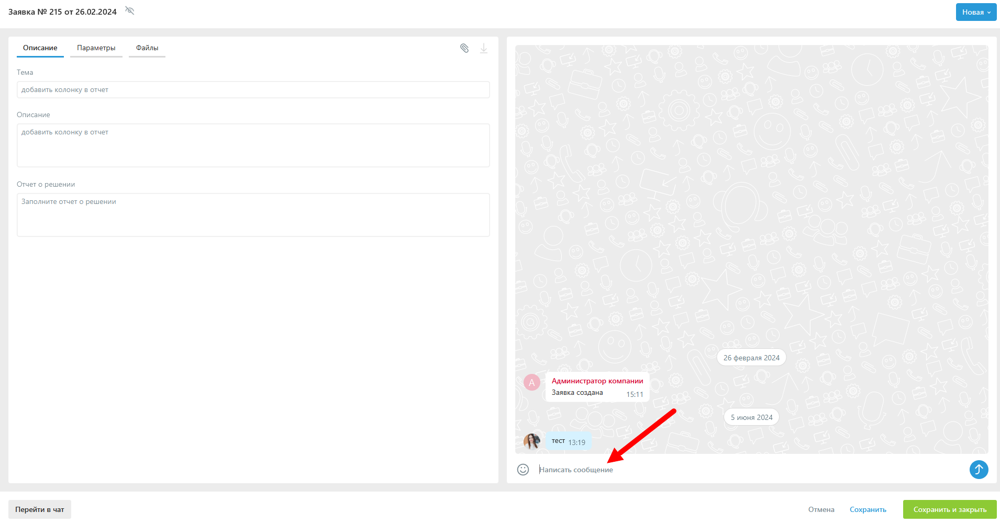 Заявка № 215 от 26.02.2024
Новая
Описание
Параметры
Файлы
Тема
добавить колонку в отчет
Описание
добавить колонку в отчет
Отчет о решении
Заполните отчет о решении
26 февраля 2024
А
Администратор компании
Заявка создана
15:11
5 июня 2024
тест 13:19
Написать сообщение
Перейти в чат
Отмена
Сохранить
Сохранить и закрыть